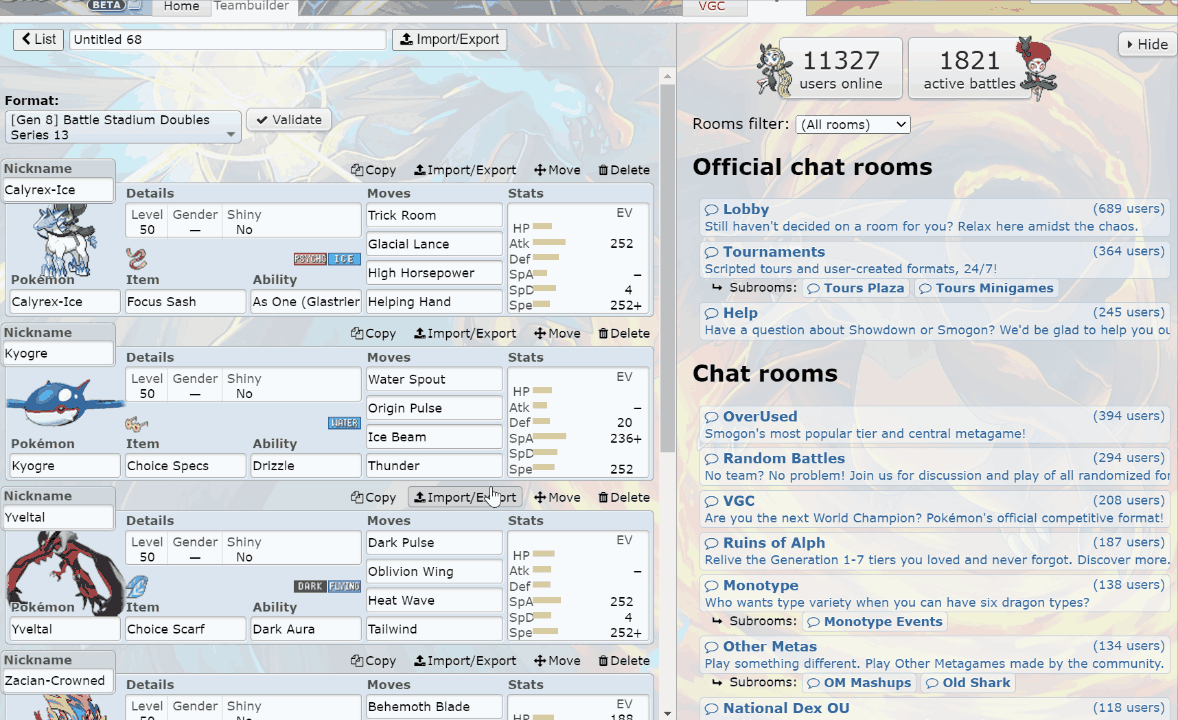 BETA
Home
Teambuilder
VGC
List
Untitled 68
Import/Export
Format:
[Gen 8] Battle Stadium Doubles
Series 13
Validate
Nickname
Calyrex-Ice
Copy Import/Export Move Delete
Details Moves Stats
Level Gender Shiny
50 — No
Trick Room
Glacial Lance
High Horsepower
Helping Hand
EV
HP
Atk 252
Def
SpA –
SpD 4
Spe 252+
PSYCHC ICE
Pokémon Item Ability
Calyrex-Ice Focus Sash As One (Glastrier
Nickname
Kyogre
Copy Import/Export Move Delete
Details Moves Stats
Level Gender Shiny
50 — No
Water Spout
Origin Pulse
Ice Beam
Thunder
EV
HP
Atk –
Def 20
SpA 236+
SpD
Spe 252
WATER
Pokémon Item Ability
Kyogre Choice Specs Drizzle
Nickname
Yveltal
Copy Import/Export Move Delete
Details Moves Stats
Level Gender Shiny
50 — No
Dark Pulse
Oblivion Wing
Heat Wave
Tailwind
EV
HP
Atk –
Def
SpA 252
SpD 4
Spe 252+
DARK FLYING
Pokémon Item Ability
Yveltal Choice Scarf Dark Aura
Nickname
Zacian-Crowned
Copy Import/Export Move Delete
Details Moves Stats
Level Gender Shiny
Behemoth Blade
EV
HP 188
11327
users online
1821
active battles
Hide
Rooms filter: (All rooms)
Official chat rooms
Lobby (689 users)
Still haven't decided on a room for you? Relax here amidst the chaos.
Tournaments (364 users)
Scripted tours and user-created formats, 24/7!
Subrooms: Tours Plaza Tours Minigames
Help (245 users)
Have a question about Showdown or Smogon? We'd be glad to help you ou
Chat rooms
OverUsed (394 users)
Smogon's most popular tier and central metagame!
Random Battles (294 users)
No team? No problem! Join us for discussion and play of all randomized for
VGC (208 users)
Are you the next World Champion? Pokémon's official competitive format!
Ruins of Alph (187 users)
Relive the Generation 1-7 tiers you loved and never forgot. Discover more.
Monotype (138 users)
Who wants type variety when you can have six dragon types?
Subrooms: Monotype Events
Other Metas (134 users)
Play something different. Play Other Metagames made by the community.
Subrooms: OM Mashups Old Shark
National Dex OU (118 users)